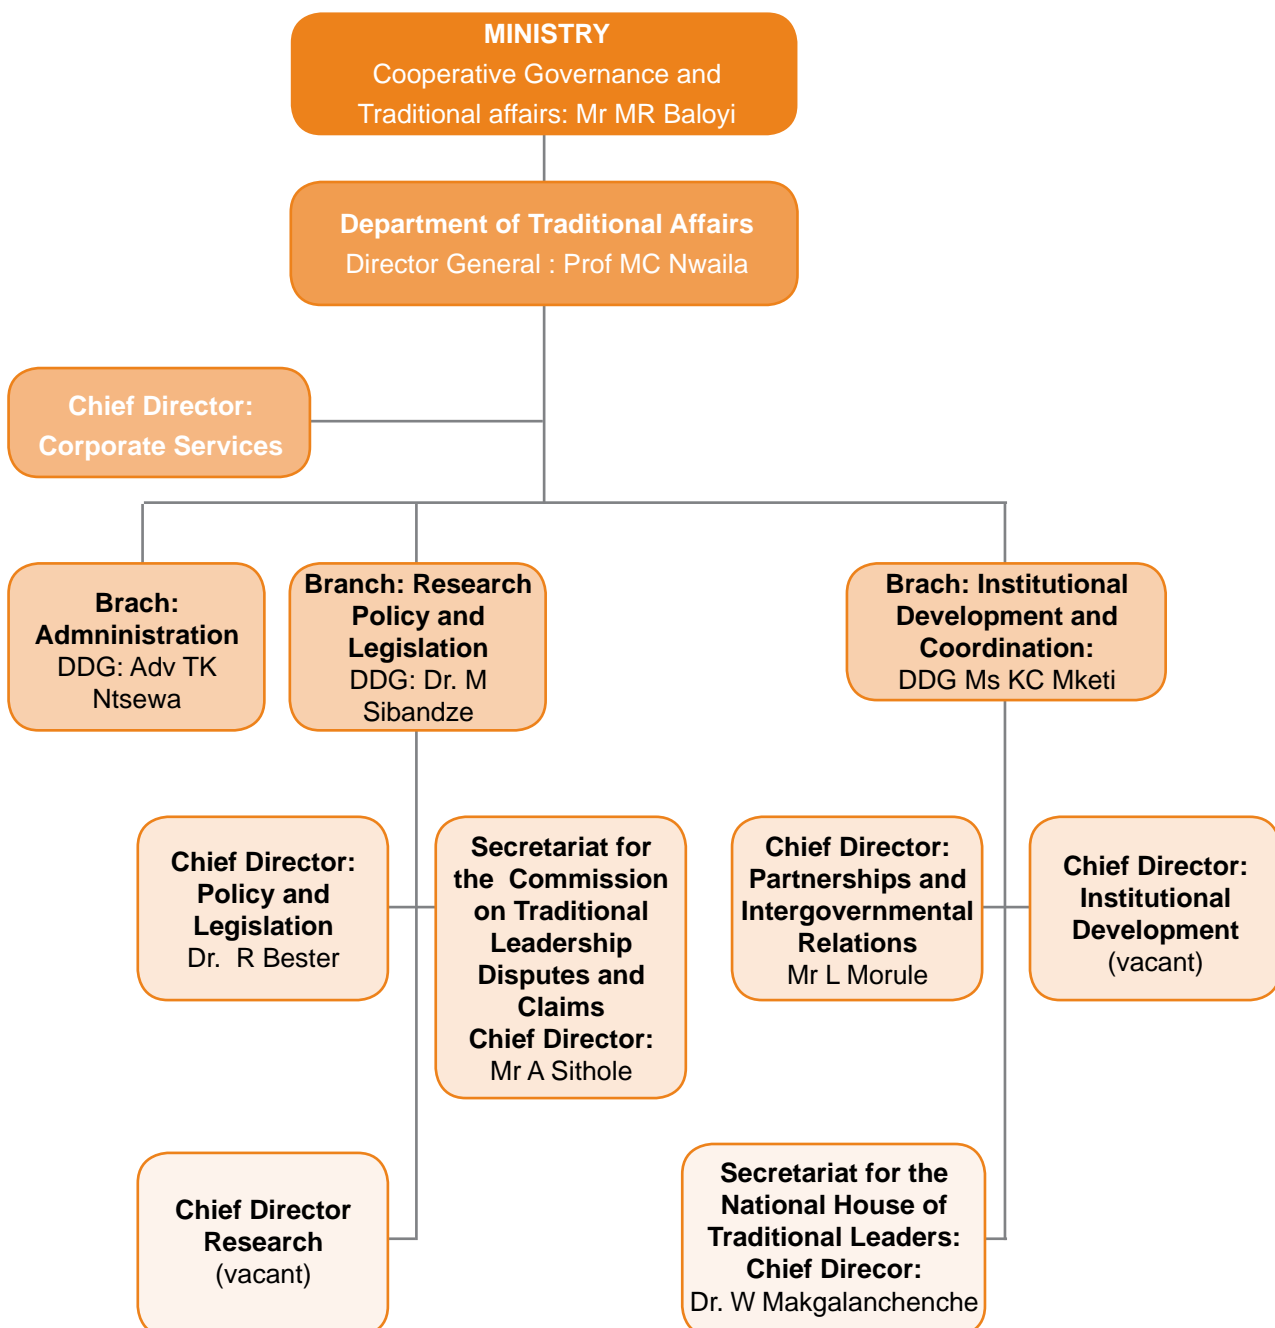 MINISTRY
Cooperative Governance and
Traditional affairs: Mr MR Baloyi
Department of Traditional Affairs
Director General : Prof MC Nwaila
Chief Director:
Corporate Services
Brach:
Admninistration
DDG: Adv TK
Ntsewa
Branch: Research
Policy and
Legislation
DDG: Dr. M
Sibandze
Brach: Institutional
Development and
Coordination:
DDG Ms KC Mketi
Chief Director:
Policy and
Legislation
Dr.  R Bester
Secretariat for
the  Commission
on Traditional
Leadership
Disputes and
Claims
Chief Director:
Mr A Sithole
Chief Director:
Partnerships and
Intergovernmental
Relations
Mr L Morule
Chief Director:
Institutional
Development
(vacant)
Chief Director
Research
(vacant)
Secretariat for the
National House of
Traditional Leaders:
Chief Direcor:
Dr. W Makgalanchenche